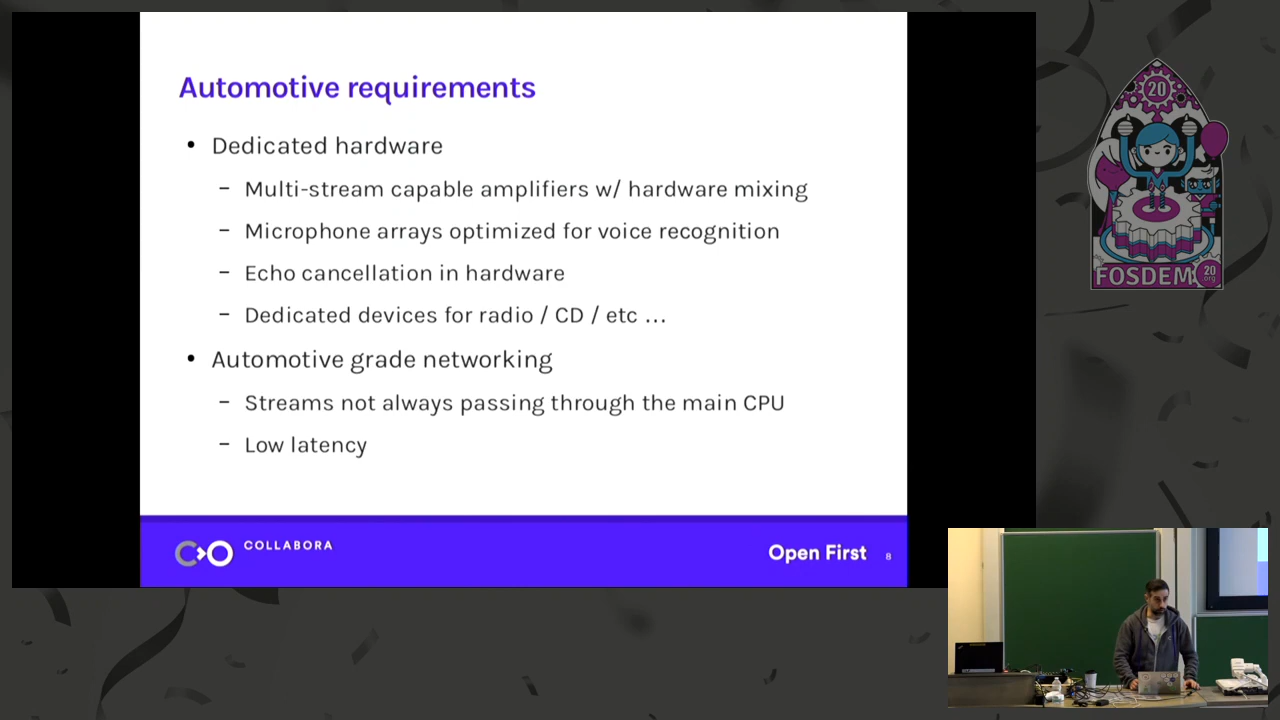 Automotive requirements
• Dedicated hardware
– Multi-stream capable amplifiers w/ hardware mixing
– Microphone arrays optimized for voice recognition
– Echo cancellation in hardware
– Dedicated devices for radio / CD / etc …
• Automotive grade networking
– Streams not always passing through the main CPU
– Low latency
COLLABORA
Open First
8
20
FOSDEM
20
org